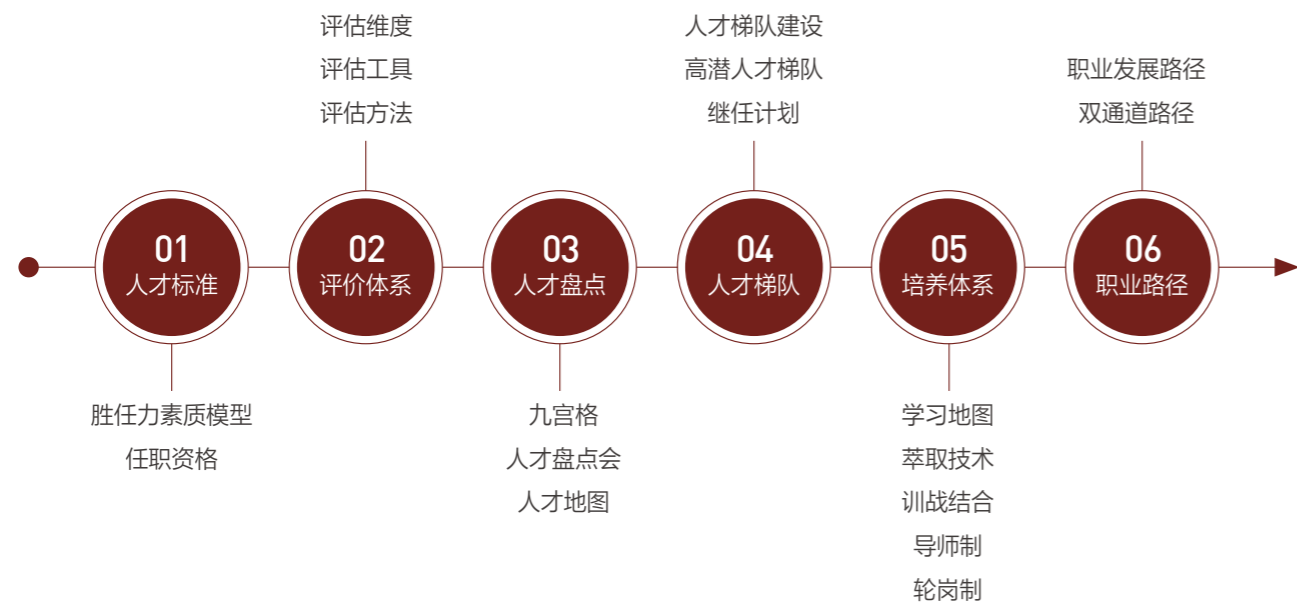 评估维度
评估工具
评估方法
人才梯队建设
高潜人才梯队
继任计划
职业发展路径
双通道路径
01
人才标准
02
评价体系
03
人才盘点
04
人才梯队
05
培养体系
06
职业路径
胜任力素质模型
任职资格
九宫格
人才盘点会
人才地图
学习地图
萃取技术
训战结合
导师制
轮岗制